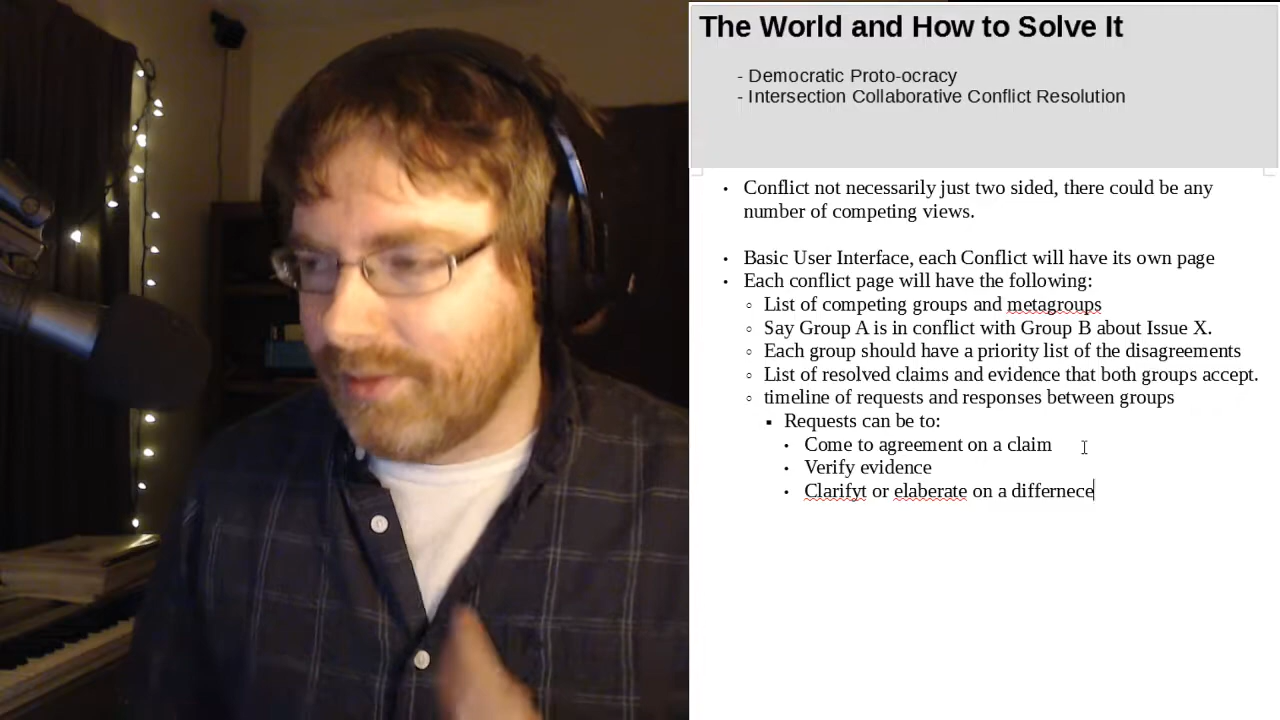 The World and How to Solve It
- Democratic Proto-ocracy
- Intersection Collaborative Conflict Resolution
• Conflict not necessarily just two sided, there could be any
number of competing views.
• Basic User Interface, each Conflict will have its own page
• Each conflict page will have the following:
◦ List of competing groups and metagroups
◦ Say Group A is in conflict with Group B about Issue X.
◦ Each group should have a priority list of the disagreements
◦ List of resolved claims and evidence that both groups accept.
◦ timeline of requests and responses between groups
▪ Requests can be to:
• Come to agreement on a claim
• Verify evidence
• Clarifyt or elaberate on a differnece